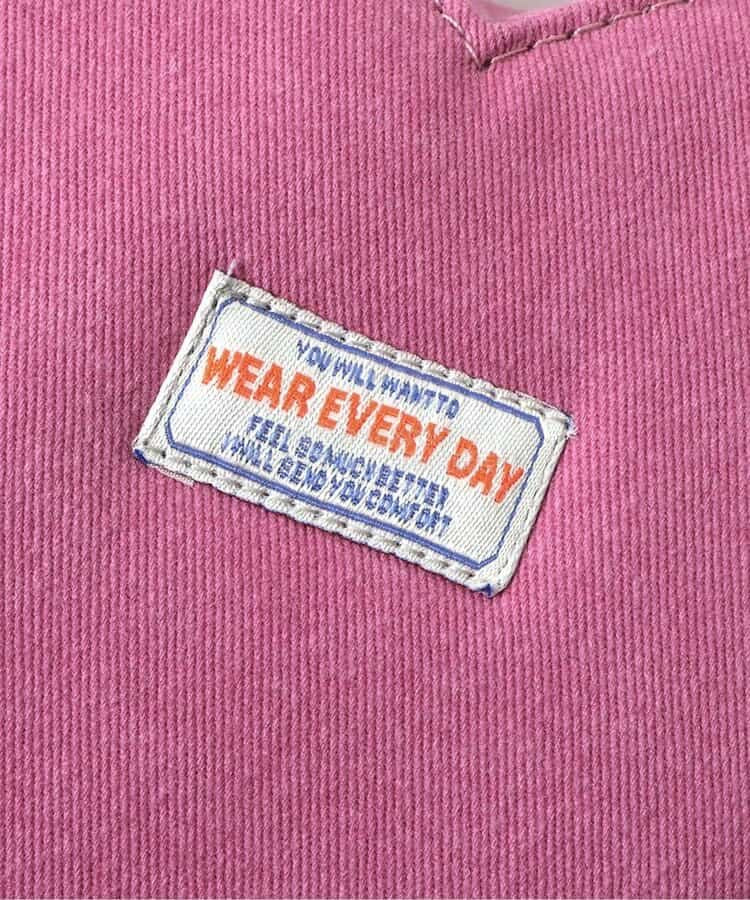 YOU WILL WANT TO
WEAR EVERY DAY
FEEL SO MUCH BETTER
I WILL SEND YOU COMFORT